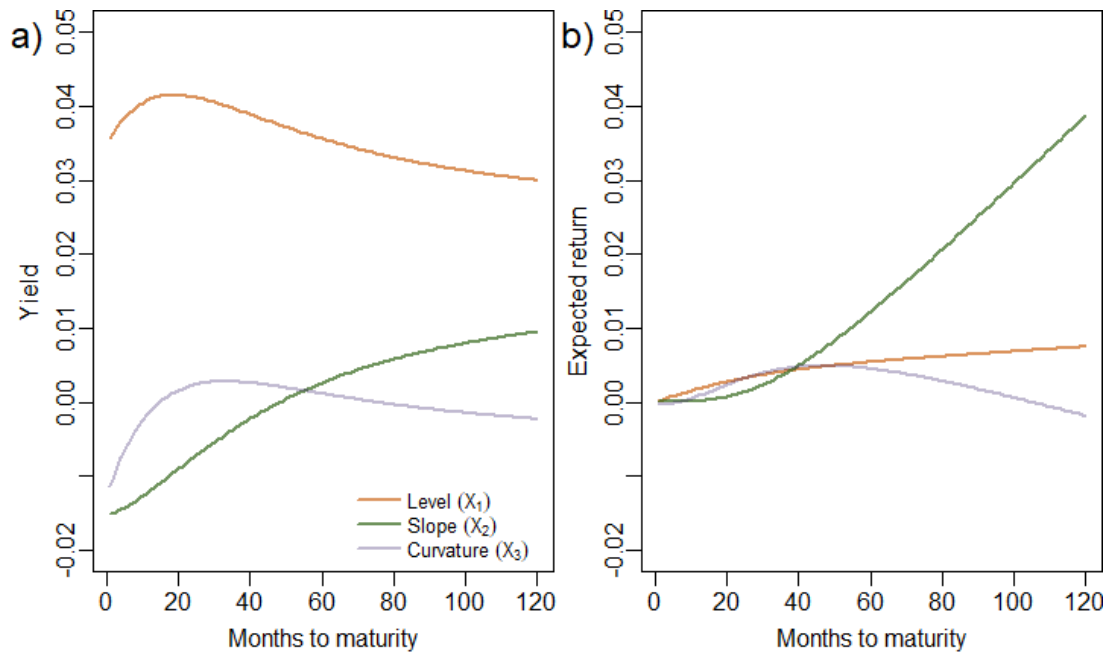 a)
Yield
0.05
0.04
0.03
0.02
0.01
0.00
-0.02
Level (X₁)
Slope (X₂)
Curvature (X₃)
0 20 40 60 80 100 120
Months to maturity
b)
Expected return
0.05
0.04
0.03
0.02
0.01
0.00
-0.02
0 20 40 60 80 100 120
Months to maturity